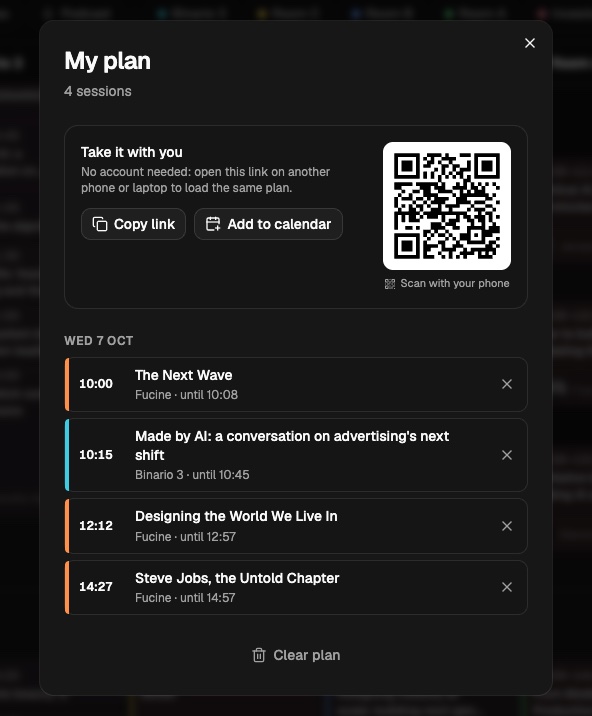 My plan
4 sessions
Take it with you
No account needed: open this link on another
phone or laptop to load the same plan.
Copy link
Add to calendar
Scan with your phone
WED 7 OCT
10:00
The Next Wave
Fucine · until 10:08
10:15
Made by AI: a conversation on advertising's next
shift
Binario 3 · until 10:45
12:12
Designing the World We Live In
Fucine · until 12:57
14:27
Steve Jobs, the Untold Chapter
Fucine · until 14:57
Clear plan